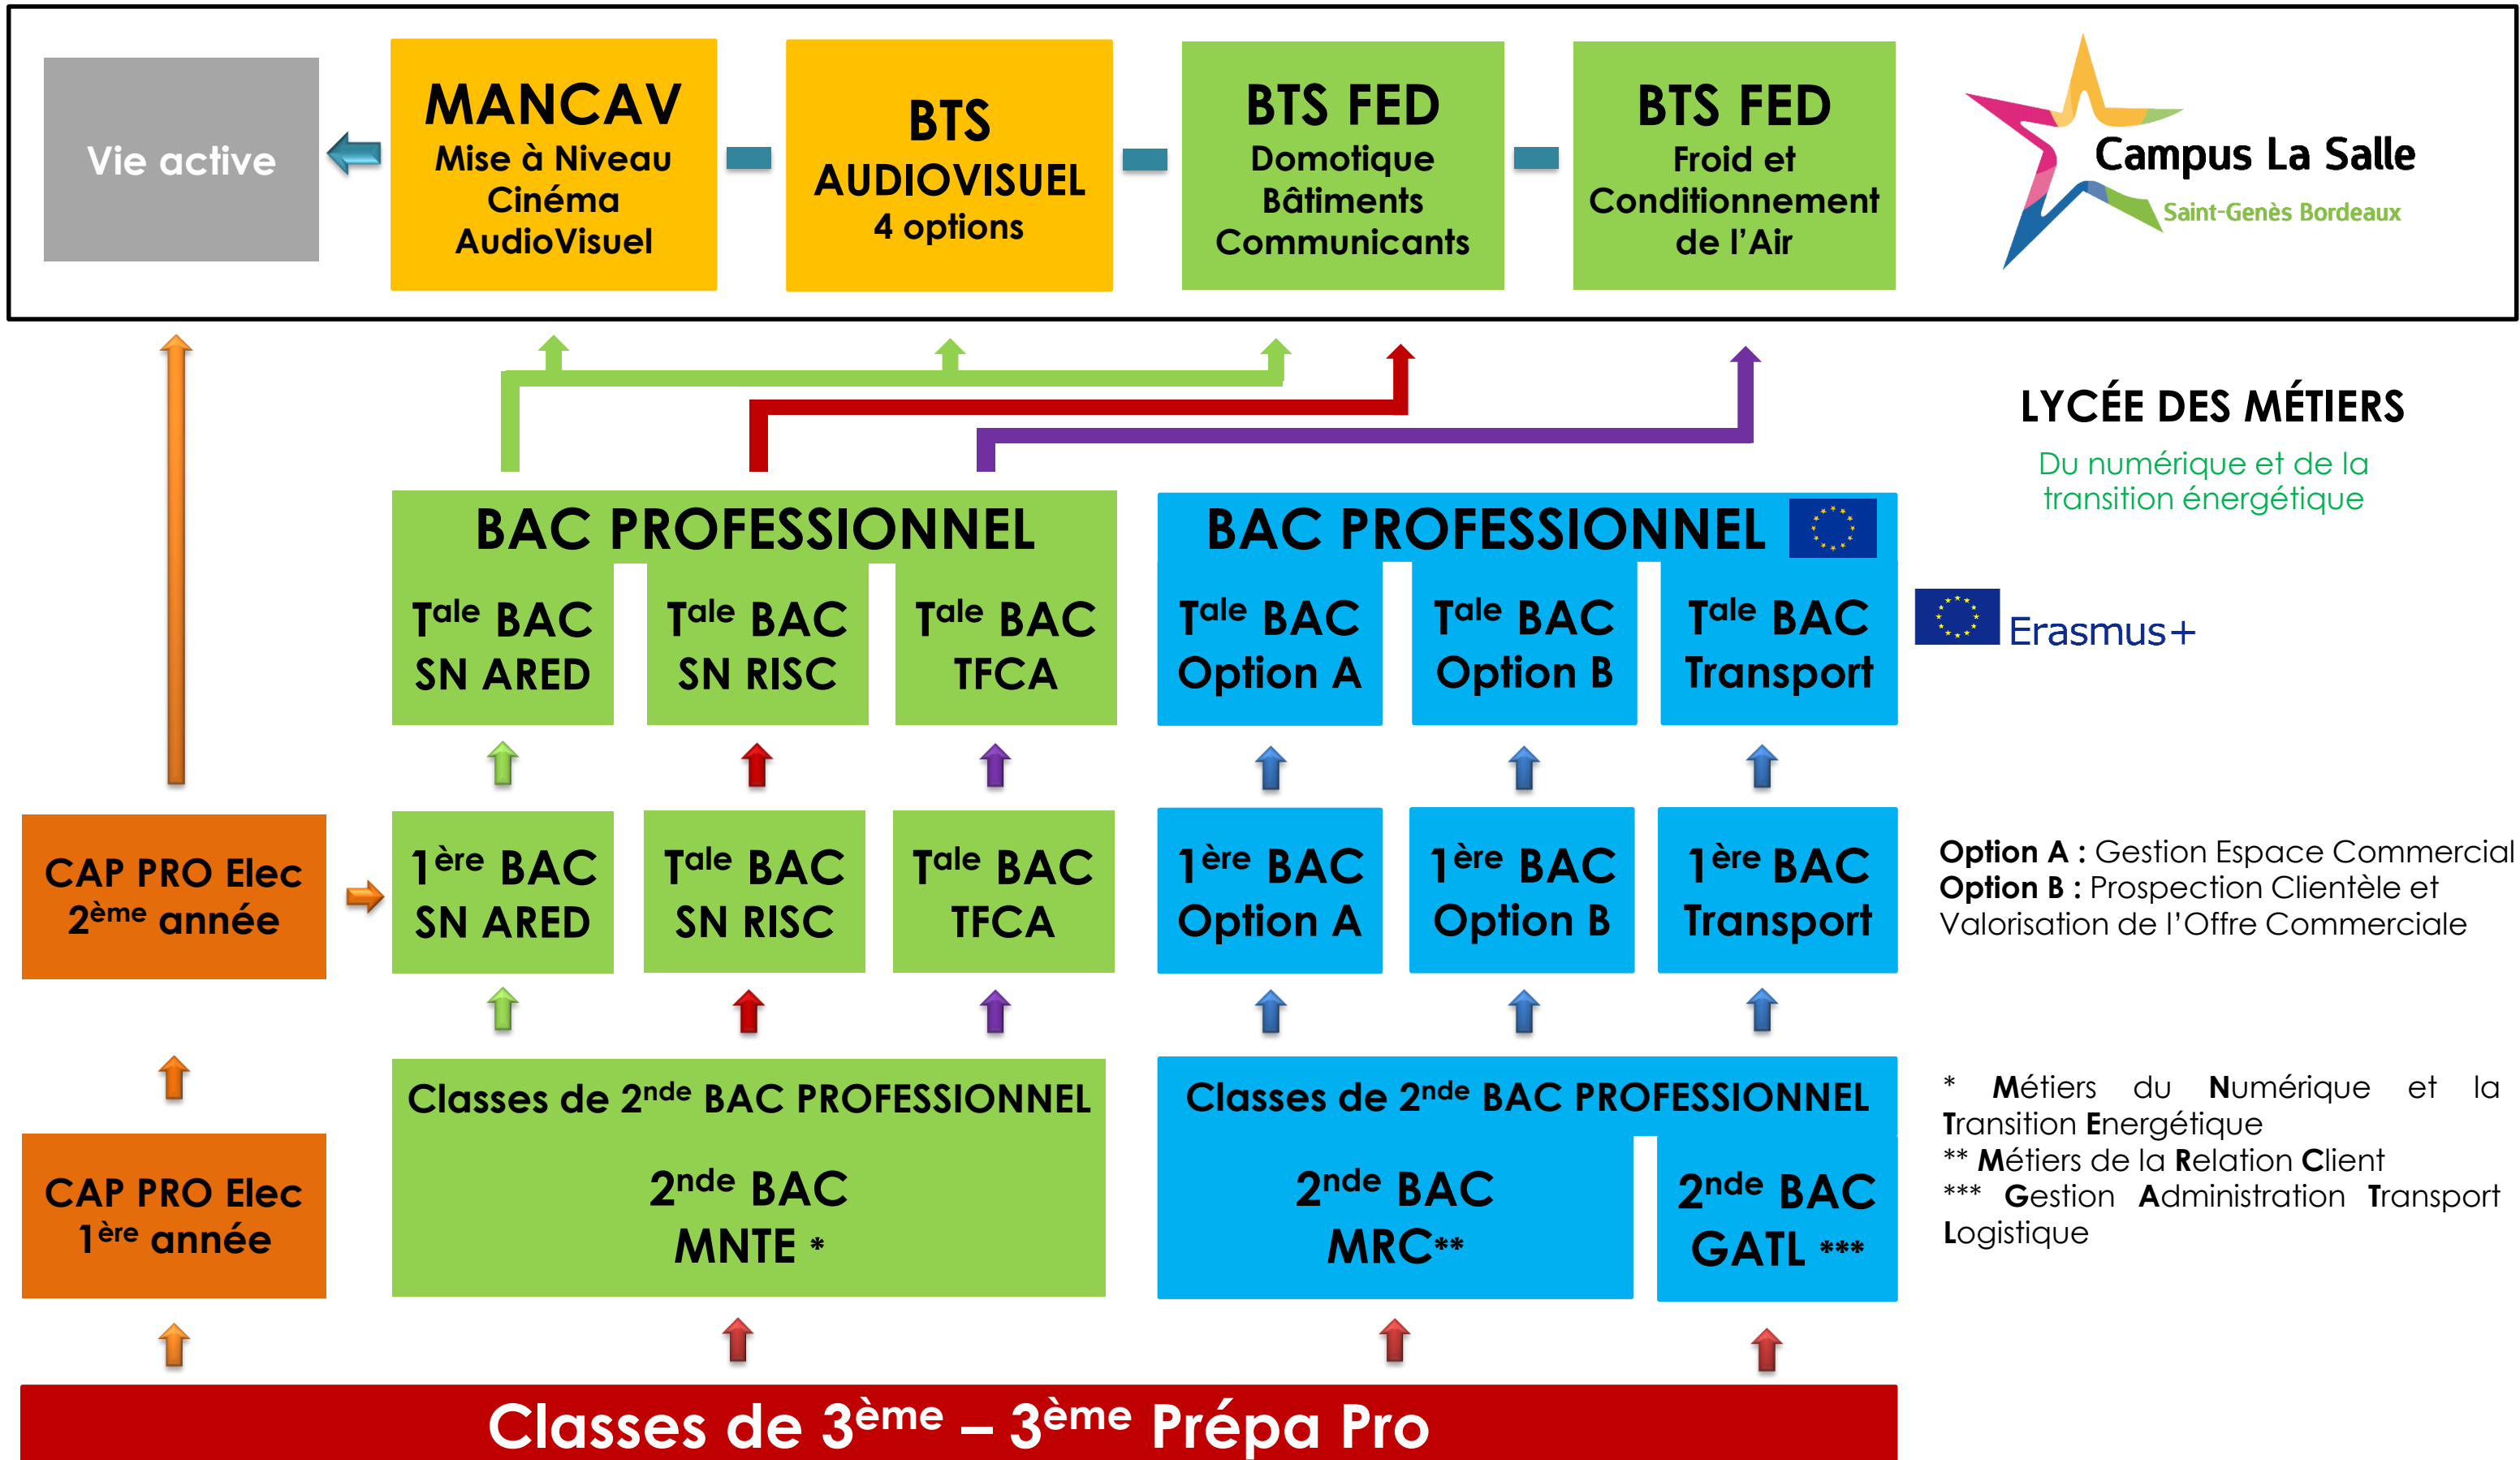 Vie active
MANCAV
Mise à Niveau
Cinéma
AudioVisuel
BTS
AUDIOVISUEL
4 options
BTS FED
Domotique
Bâtiments
Communicants
BTS FED
Froid et
Conditionnement
de l’Air
Campus La Salle
Saint-Genès Bordeaux
LYCÉE DES MÉTIERS
Du numérique et de la
transition énergétique
BAC PROFESSIONNEL
Tale BAC
SN ARED
Tale BAC
SN RISC
Tale BAC
TFCA
BAC PROFESSIONNEL
Tale BAC
Option A
Tale BAC
Option B
Tale BAC
Transport
Erasmus+
CAP PRO Elec
2ème année
1ère BAC
SN ARED
Tale BAC
SN RISC
Tale BAC
TFCA
1ère BAC
Option A
1ère BAC
Option B
1ère BAC
Transport
Option A : Gestion Espace Commercial
Option B : Prospection Clientèle et
Valorisation de l’Offre Commerciale
CAP PRO Elec
1ère année
Classes de 2nde BAC PROFESSIONNEL
2nde BAC
MNTE *
Classes de 2nde BAC PROFESSIONNEL
2nde BAC
MRC**
2nde BAC
GATL ***
* Métiers du Numérique et la
Transition Energétique
** Métiers de la Relation Client
*** Gestion Administration Transport
Logistique
Classes de 3ème – 3ème Prépa Pro